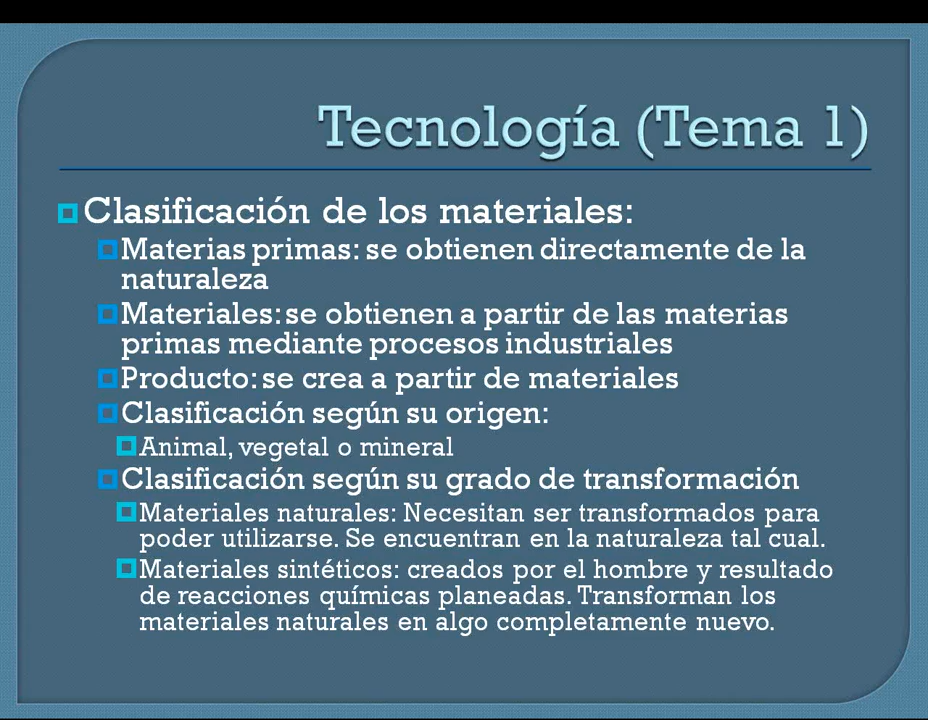 Tecnología (Tema 1)
Clasificación de los materiales:
Materias primas: se obtienen directamente de la
naturaleza
Materiales: se obtienen a partir de las materias
primas mediante procesos industriales
Producto: se crea a partir de materiales
Clasificación según su origen:
Animal, vegetal o mineral
Clasificación según su grado de transformación
Materiales naturales: Necesitan ser transformados para
poder utilizarse. Se encuentran en la naturaleza tal cual.
Materiales sintéticos: creados por el hombre y resultado
de reacciones químicas planeadas. Transforman los
materiales naturales en algo completamente nuevo.